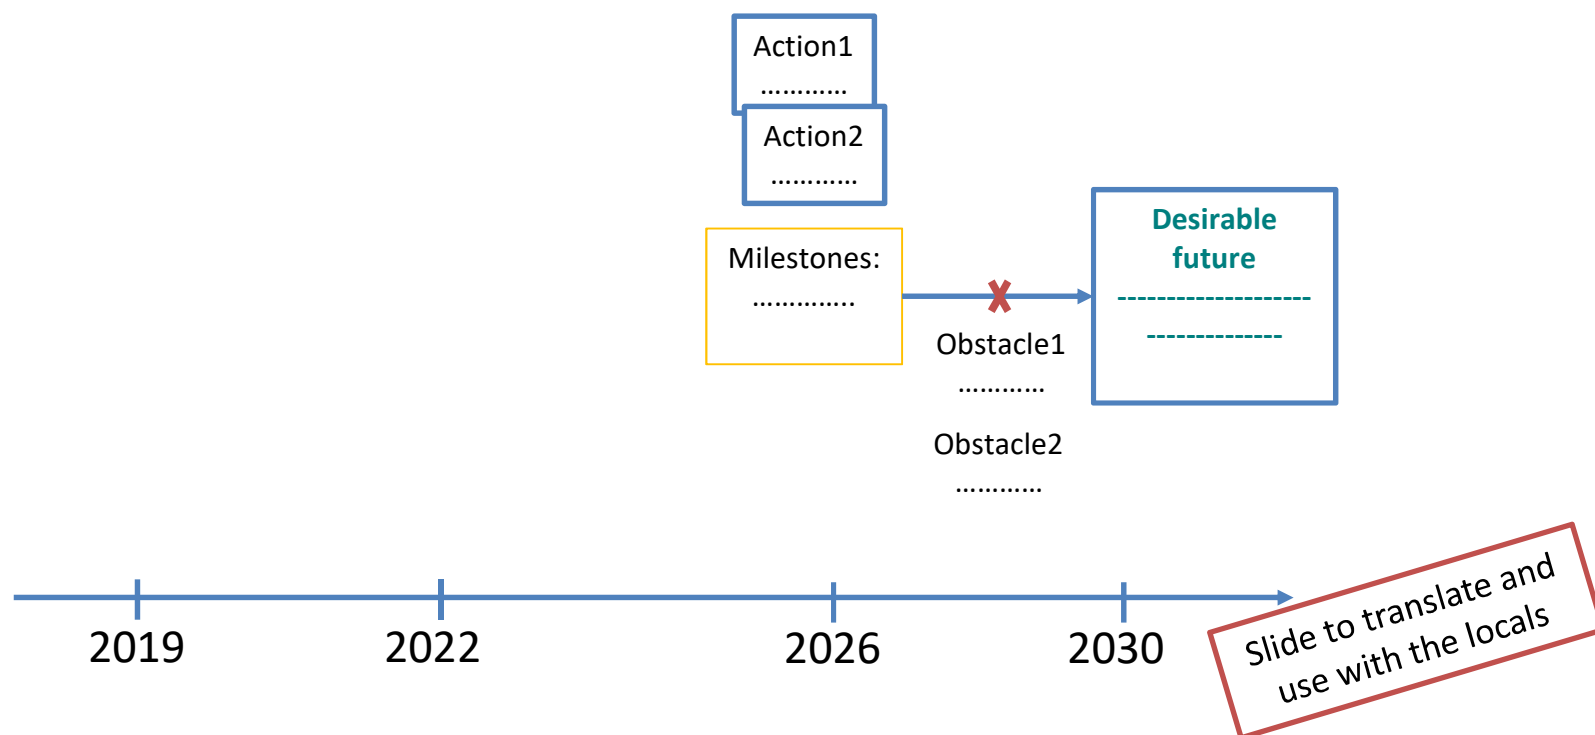 Action1
…………
Action2
…………
Milestones:
…………..
Desirable
future
--------------------
--------------
Obstacle1
…………
Obstacle2
…………
2019
2022
2026
2030
Slide to translate and
use with the locals